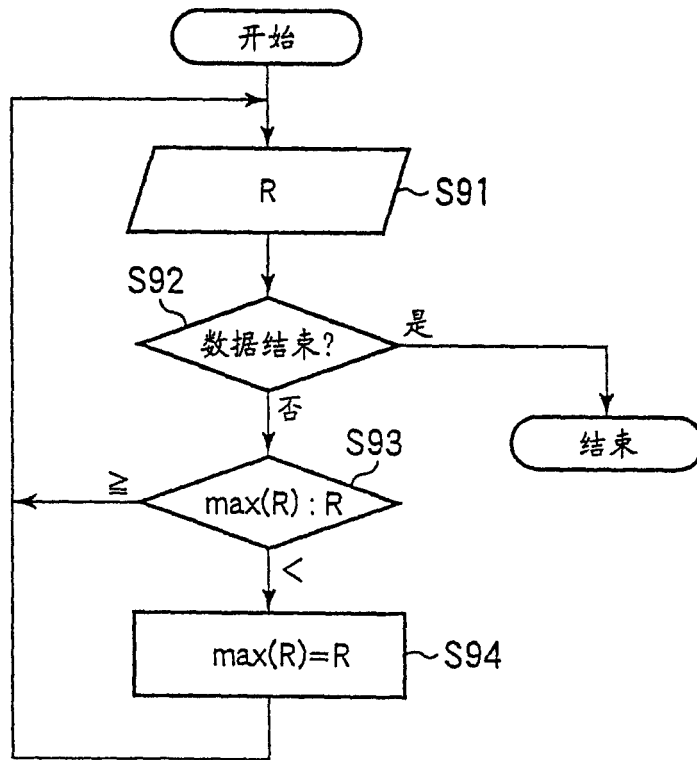 开始
R
S91
S92
数据结束?
是
否
结束
S93
≧
max(R) : R
<
max(R)=R
S94